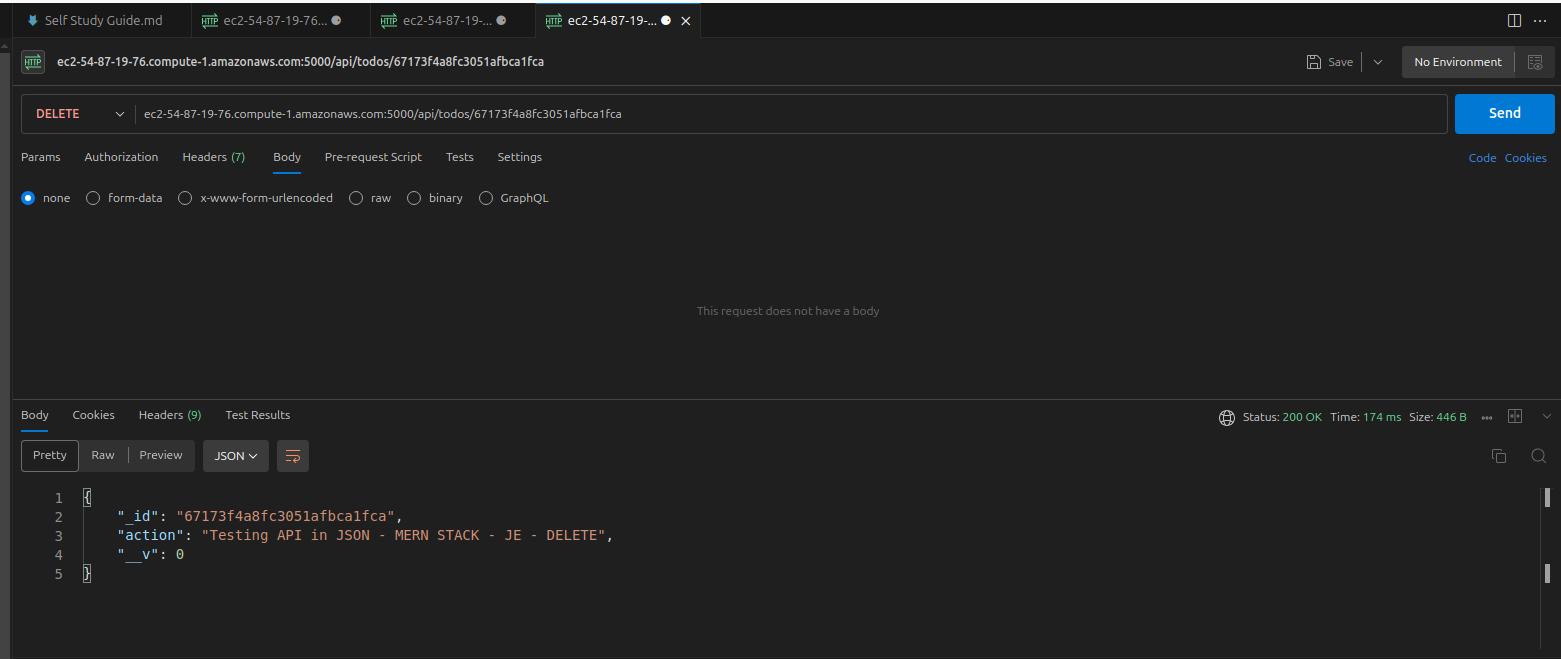 Self Study Guide.md HTTP ec2-54-87-19-76... HTTP ec2-54-87-19-... HTTP ec2-54-87-19-...
HTTP ec2-54-87-19-76.compute-1.amazonaws.com:5000/api/todos/67173f4a8fc3051afbca1fca Save No Environment
DELETE ec2-54-87-19-76.compute-1.amazonaws.com:5000/api/todos/67173f4a8fc3051afbca1fca Send
Params Authorization Headers (7) Body Pre-request Script Tests Settings Code Cookies
none form-data x-www-form-urlencoded raw binary GraphQL
This request does not have a body
Body Cookies Headers (9) Test Results Status: 200 OK Time: 174 ms Size: 446 B
Pretty Raw Preview JSON
1 {
2 "_id": "67173f4a8fc3051afbca1fca",
3 "action": "Testing API in JSON - MERN STACK - JE - DELETE",
4 "__v": 0
5 }